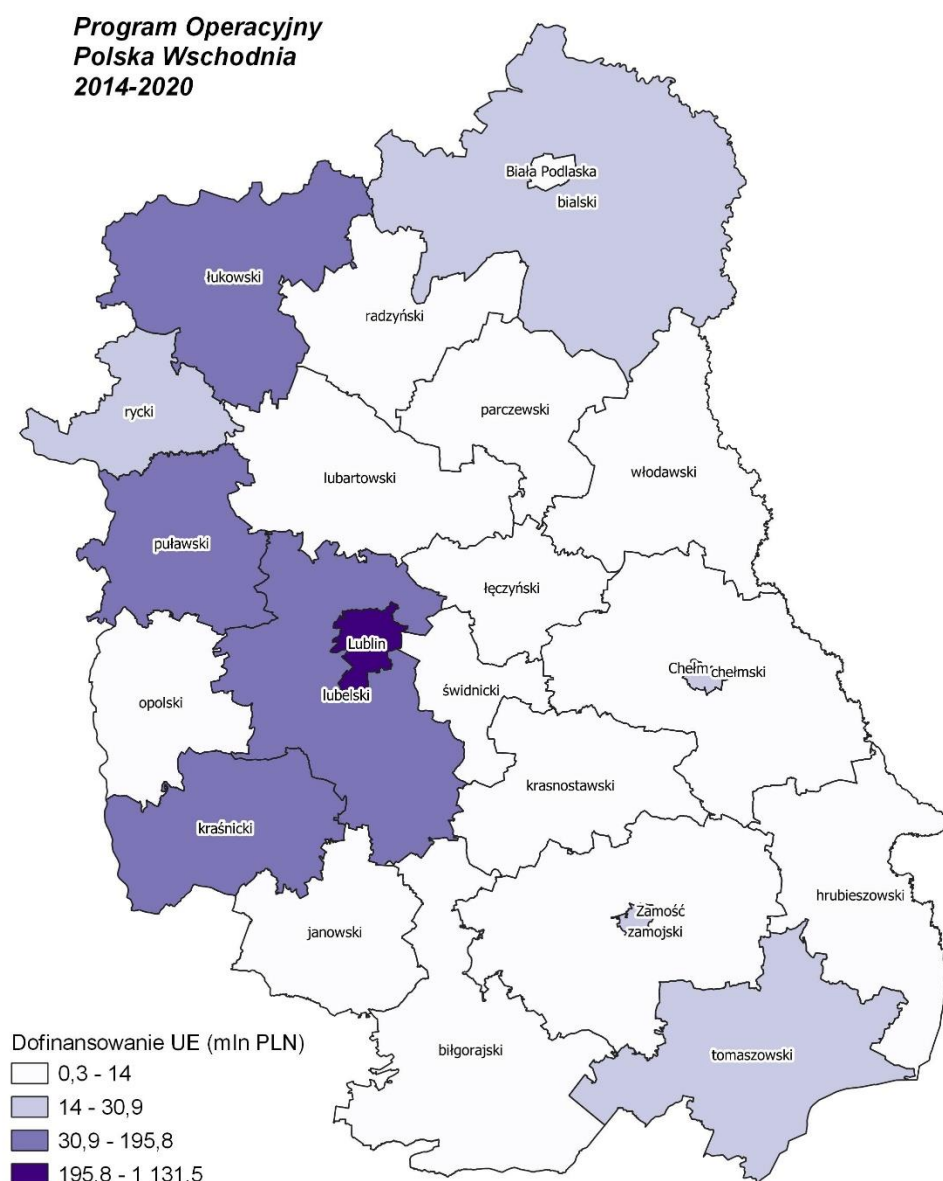 Program Operacyjny
Polska Wschodnia
2014-2020
Biała Podlaska
bialski
łukowski
radzyński
rycki
parczewski
lubartowski
włodawski
puławski
łęczyński
Lublin
lubelski
świdnicki
Chełm
chełmski
opolski
krasnostawski
kraśnicki
hrubieszowski
Zamość
zamojski
janowski
biłgorajski
tomaszowski
Dofinansowanie UE (mln PLN)
0,3 - 14
14 - 30,9
30,9 - 195,8
195,8 - 1 131,5